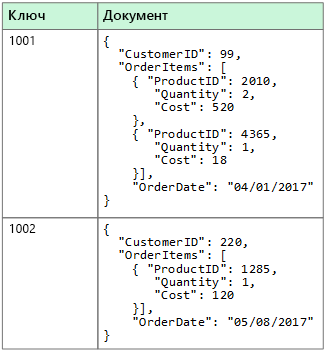 Ключ Документ
1001
{
  "CustomerID": 99,
  "OrderItems": [
    { "ProductID": 2010,
      "Quantity": 2,
      "Cost": 520
    },
    { "ProductID": 4365,
      "Quantity": 1,
      "Cost": 18
    }],
    "OrderDate": "04/01/2017"
}
1002
{
  "CustomerID": 220,
  "OrderItems": [
    { "ProductID": 1285,
      "Quantity": 1,
      "Cost": 120
    }],
    "OrderDate": "05/08/2017"
}